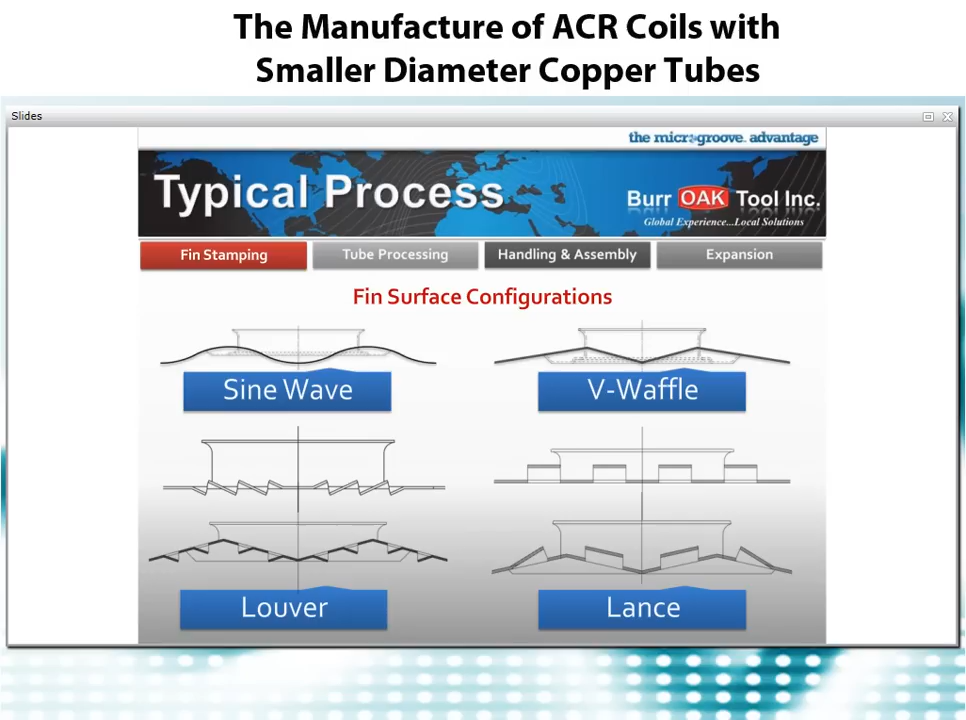 The Manufacture of ACR Coils with
Smaller Diameter Copper Tubes
Slides
the microgroove™ advantage
Typical Process
Burr OAK Tool Inc.
Global Experience...Local Solutions
Fin Stamping
Tube Processing
Handling & Assembly
Expansion
Fin Surface Configurations
Sine Wave
V-Waffle
Louver
Lance